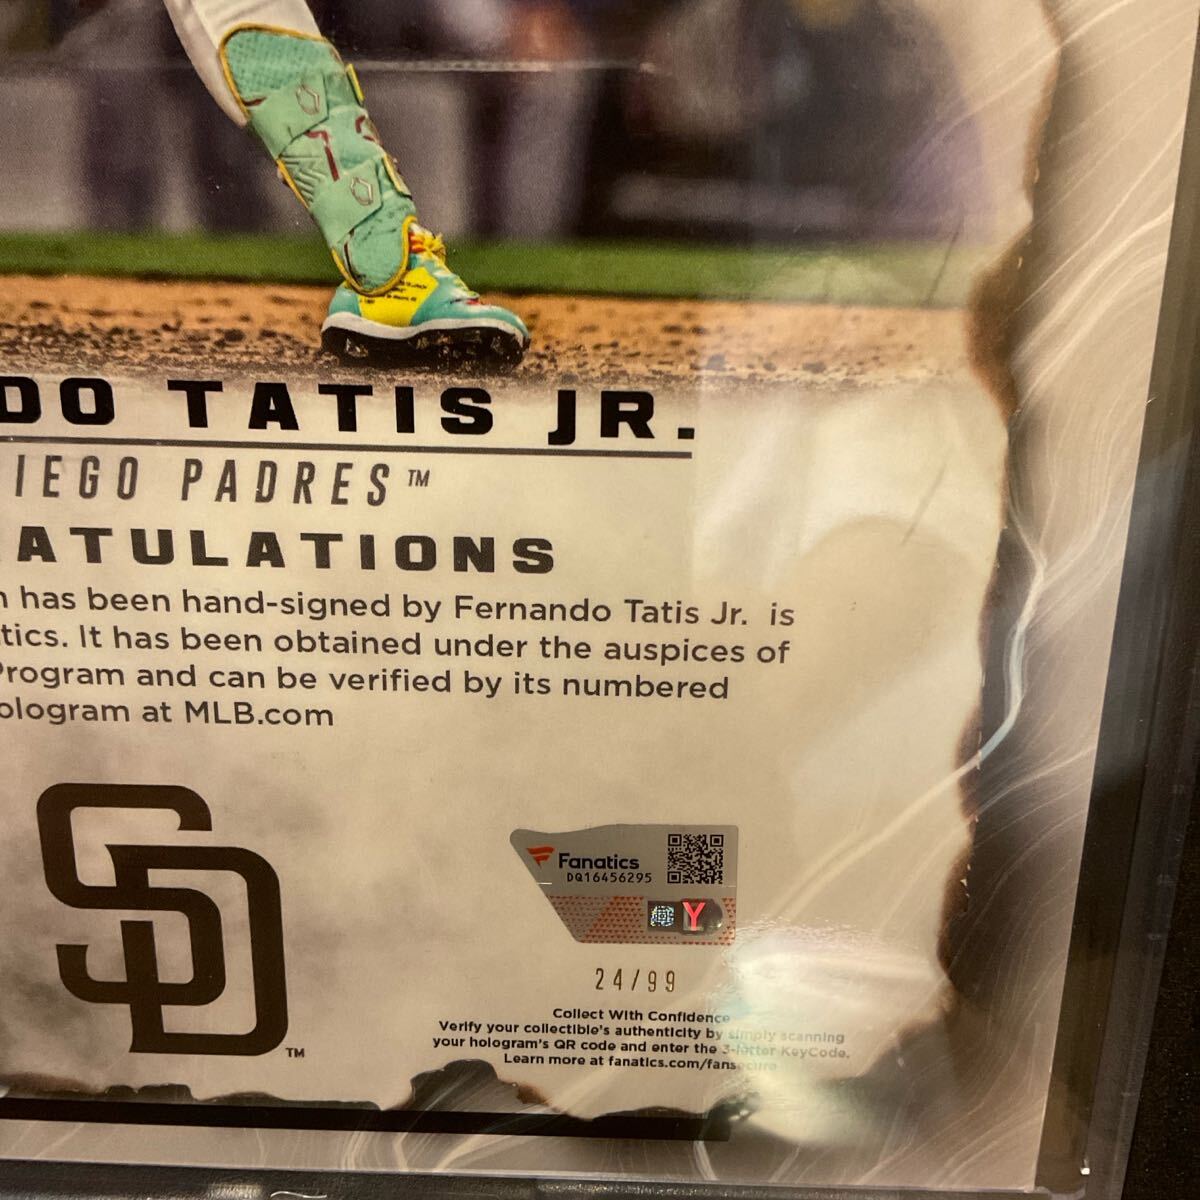 DO TATIS JR.
IEGO PADRES™
ATULATIONS
has been hand-signed by Fernando Tatis Jr. is
tics. It has been obtained under the auspices of
Program and can be verified by its numbered
ologram at MLB.com
SD
TM
Fanatics
DQ16456295
Y
24/99
Collect With Confidence
Verify your collectible's authenticity by simply scanning
your hologram's QR code and enter the 3-letter KeyCode.
Learn more at fanatics.com/fansecure